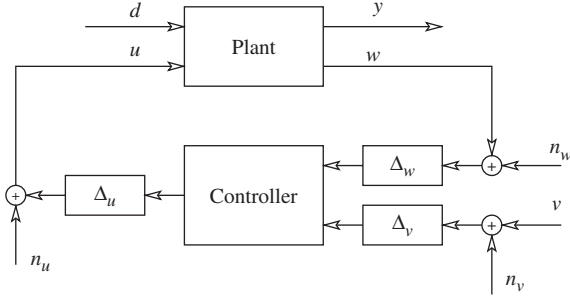 d
y
Plant
u
w
n_w
Δ_w
Controller
Δ_u
v
Δ_v
n_u
n_v